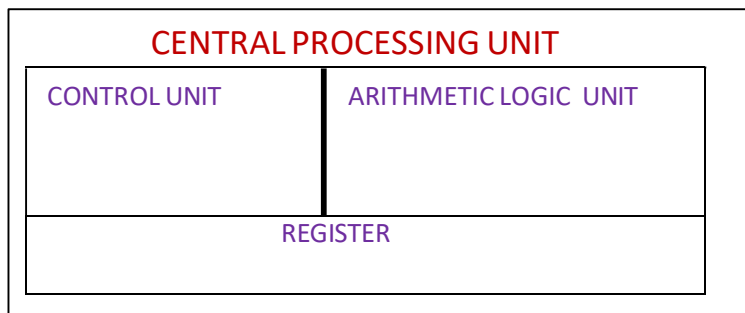 CENTRAL PROCESSING UNIT
CONTROL UNIT
ARITHMETIC LOGIC UNIT
REGISTER